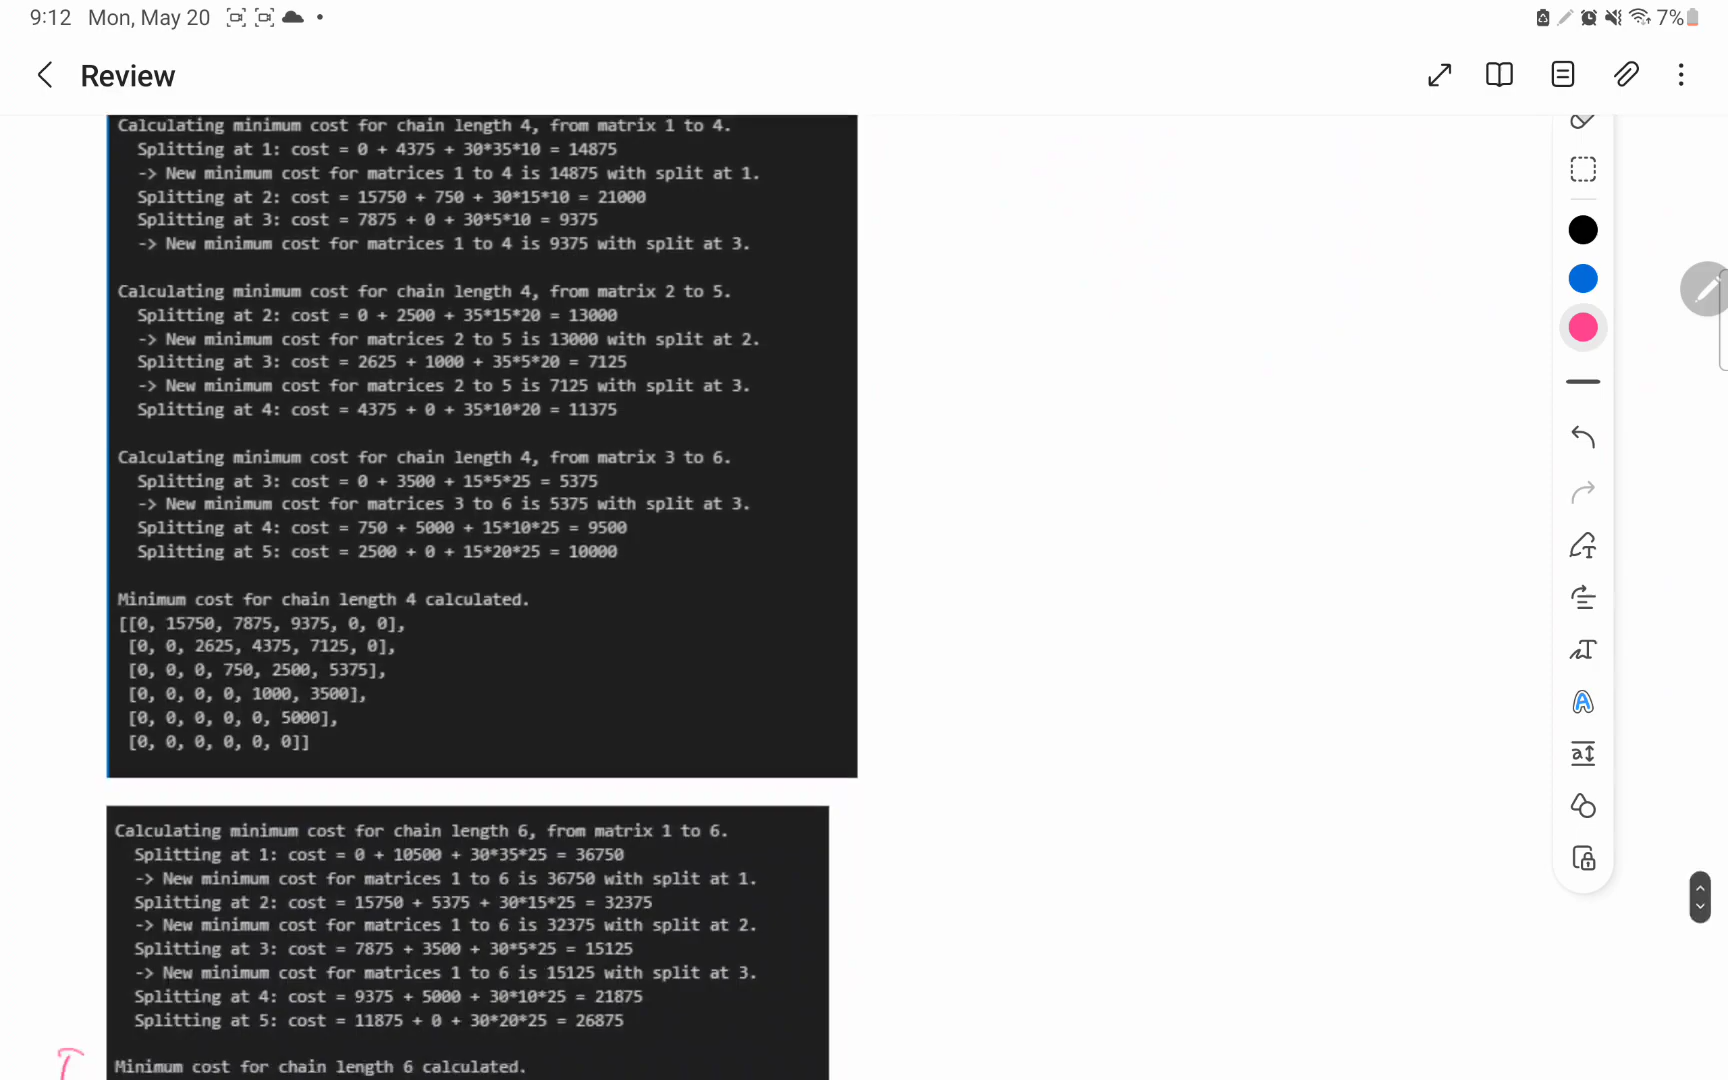 9:12 Mon, May 20
7%
Review
Calculating minimum cost for chain length 4, from matrix 1 to 4.
Splitting at 1: cost = 0 + 4375 + 30*35*10 = 14875
-> New minimum cost for matrices 1 to 4 is 14875 with split at 1.
Splitting at 2: cost = 15750 + 750 + 30*15*10 = 21000
Splitting at 3: cost = 7875 + 0 + 30*5*10 = 9375
-> New minimum cost for matrices 1 to 4 is 9375 with split at 3.
Calculating minimum cost for chain length 4, from matrix 2 to 5.
Splitting at 2: cost = 0 + 2500 + 35*15*20 = 13000
-> New minimum cost for matrices 2 to 5 is 13000 with split at 2.
Splitting at 3: cost = 2625 + 1000 + 35*5*20 = 7125
-> New minimum cost for matrices 2 to 5 is 7125 with split at 3.
Splitting at 4: cost = 4375 + 0 + 35*10*20 = 11375
Calculating minimum cost for chain length 4, from matrix 3 to 6.
Splitting at 3: cost = 0 + 3500 + 15*5*25 = 5375
-> New minimum cost for matrices 3 to 6 is 5375 with split at 3.
Splitting at 4: cost = 750 + 5000 + 15*10*25 = 9500
Splitting at 5: cost = 2500 + 0 + 15*20*25 = 10000
Minimum cost for chain length 4 calculated.
[[0, 15750, 7875, 9375, 0, 0],
[0, 0, 2625, 4375, 7125, 0],
[0, 0, 0, 750, 2500, 5375],
[0, 0, 0, 0, 1000, 3500],
[0, 0, 0, 0, 0, 5000],
[0, 0, 0, 0, 0, 0]]
Calculating minimum cost for chain length 6, from matrix 1 to 6.
Splitting at 1: cost = 0 + 10500 + 30*35*25 = 36750
-> New minimum cost for matrices 1 to 6 is 36750 with split at 1.
Splitting at 2: cost = 15750 + 5375 + 30*15*25 = 32375
-> New minimum cost for matrices 1 to 6 is 32375 with split at 2.
Splitting at 3: cost = 7875 + 3500 + 30*5*25 = 15125
-> New minimum cost for matrices 1 to 6 is 15125 with split at 3.
Splitting at 4: cost = 9375 + 5000 + 30*10*25 = 21875
Splitting at 5: cost = 11875 + 0 + 30*20*25 = 26875
Minimum cost for chain length 6 calculated.